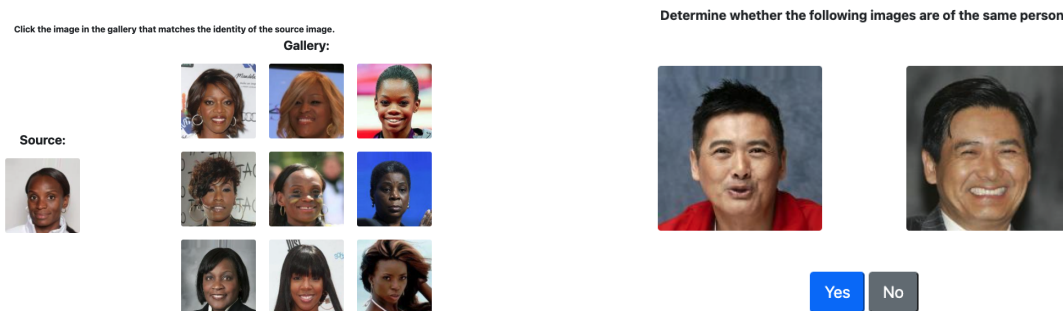 Click the image in the gallery that matches the identity of the source image.
Gallery:
Source:
Determine whether the following images are of the same person
Yes
No